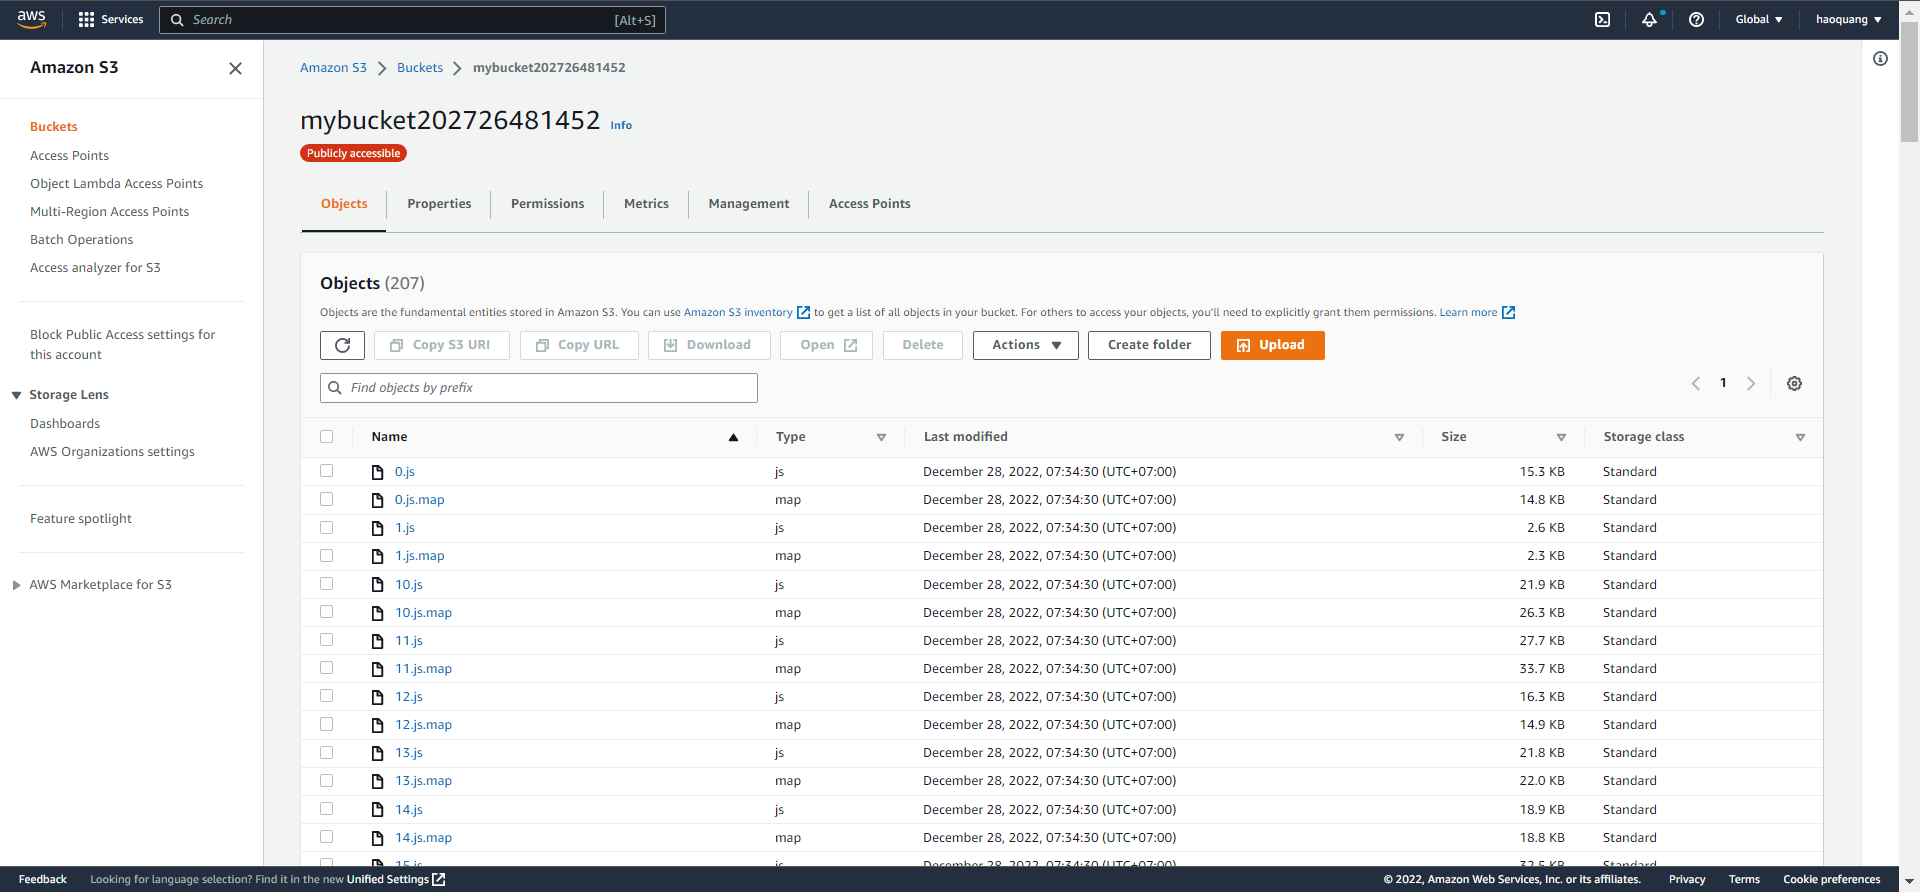 aws Services Search [Alt+S] Global haoquang
Amazon S3
Buckets
Access Points
Object Lambda Access Points
Multi-Region Access Points
Batch Operations
Access analyzer for S3
Block Public Access settings for
this account
Storage Lens
Dashboards
AWS Organizations settings
Feature spotlight
AWS Marketplace for S3
Amazon S3 Buckets mybucket202726481452
mybucket202726481452 Info
Publicly accessible
Objects Properties Permissions Metrics Management Access Points
Objects (207)
Objects are the fundamental entities stored in Amazon S3. You can use Amazon S3 inventory to get a list of all objects in your bucket. For others to access your objects, you'll need to explicitly grant them permissions. Learn more
Copy S3 URI Copy URL Download Open Delete Actions Create folder Upload
Find objects by prefix 1
Name Type Last modified Size Storage class
0.js js December 28, 2022, 07:34:30 (UTC+07:00) 15.3 KB Standard
0.js.map map December 28, 2022, 07:34:30 (UTC+07:00) 14.8 KB Standard
1.js js December 28, 2022, 07:34:30 (UTC+07:00) 2.6 KB Standard
1.js.map map December 28, 2022, 07:34:30 (UTC+07:00) 2.3 KB Standard
10.js js December 28, 2022, 07:34:30 (UTC+07:00) 21.9 KB Standard
10.js.map map December 28, 2022, 07:34:30 (UTC+07:00) 26.3 KB Standard
11.js js December 28, 2022, 07:34:30 (UTC+07:00) 27.7 KB Standard
11.js.map map December 28, 2022, 07:34:30 (UTC+07:00) 33.7 KB Standard
12.js js December 28, 2022, 07:34:30 (UTC+07:00) 16.3 KB Standard
12.js.map map December 28, 2022, 07:34:30 (UTC+07:00) 14.9 KB Standard
13.js js December 28, 2022, 07:34:30 (UTC+07:00) 21.8 KB Standard
13.js.map map December 28, 2022, 07:34:30 (UTC+07:00) 22.0 KB Standard
14.js js December 28, 2022, 07:34:30 (UTC+07:00) 18.9 KB Standard
14.js.map map December 28, 2022, 07:34:30 (UTC+07:00) 18.8 KB Standard
15.js js December 28, 2022, 07:34:30 (UTC+07:00) 32.5 KB Standard
Feedback Looking for language selection? Find it in the new Unified Settings © 2022, Amazon Web Services, Inc. or its affiliates. Privacy Terms Cookie preferences